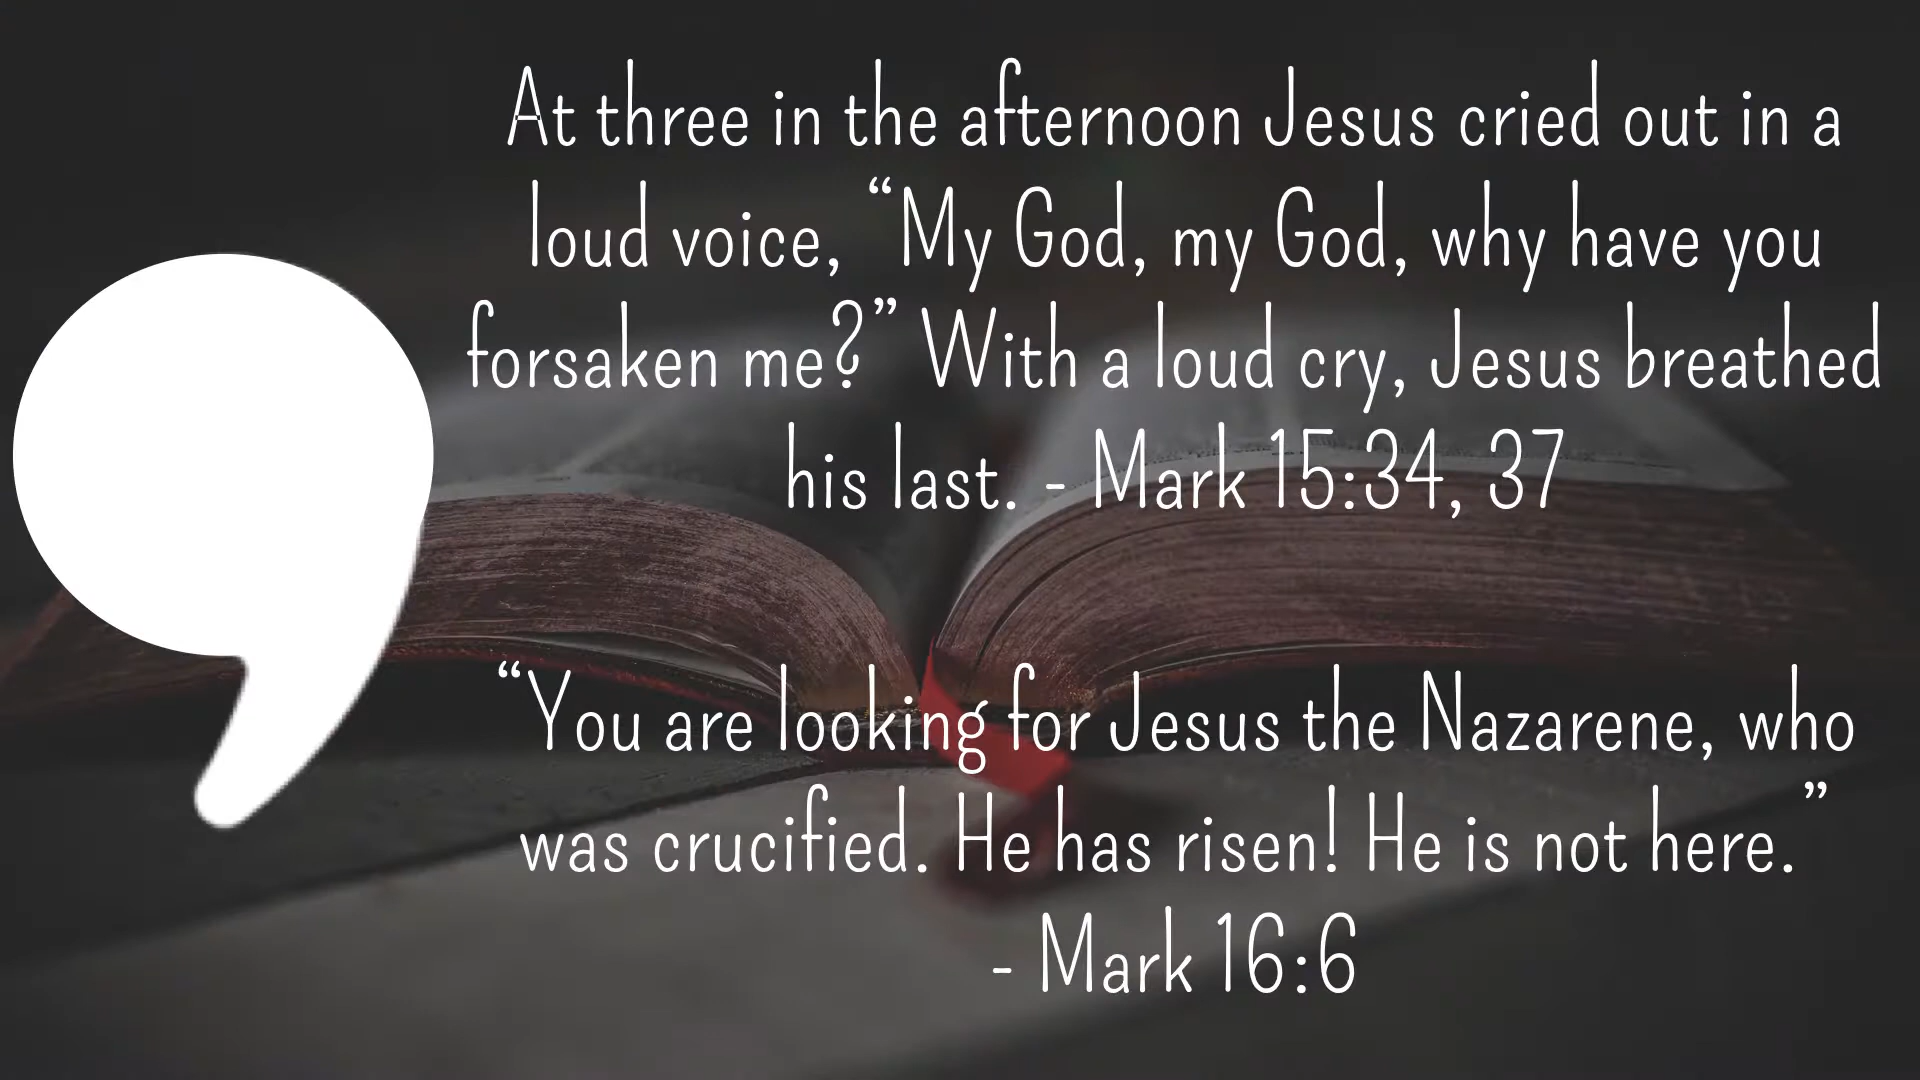 At three in the afternoon Jesus cried out in a
loud voice, “My God, my God, why have you
forsaken me?” With a loud cry, Jesus breathed
his last. - Mark 15:34, 37
“You are looking for Jesus the Nazarene, who
was crucified. He has risen! He is not here.”
- Mark 16:6